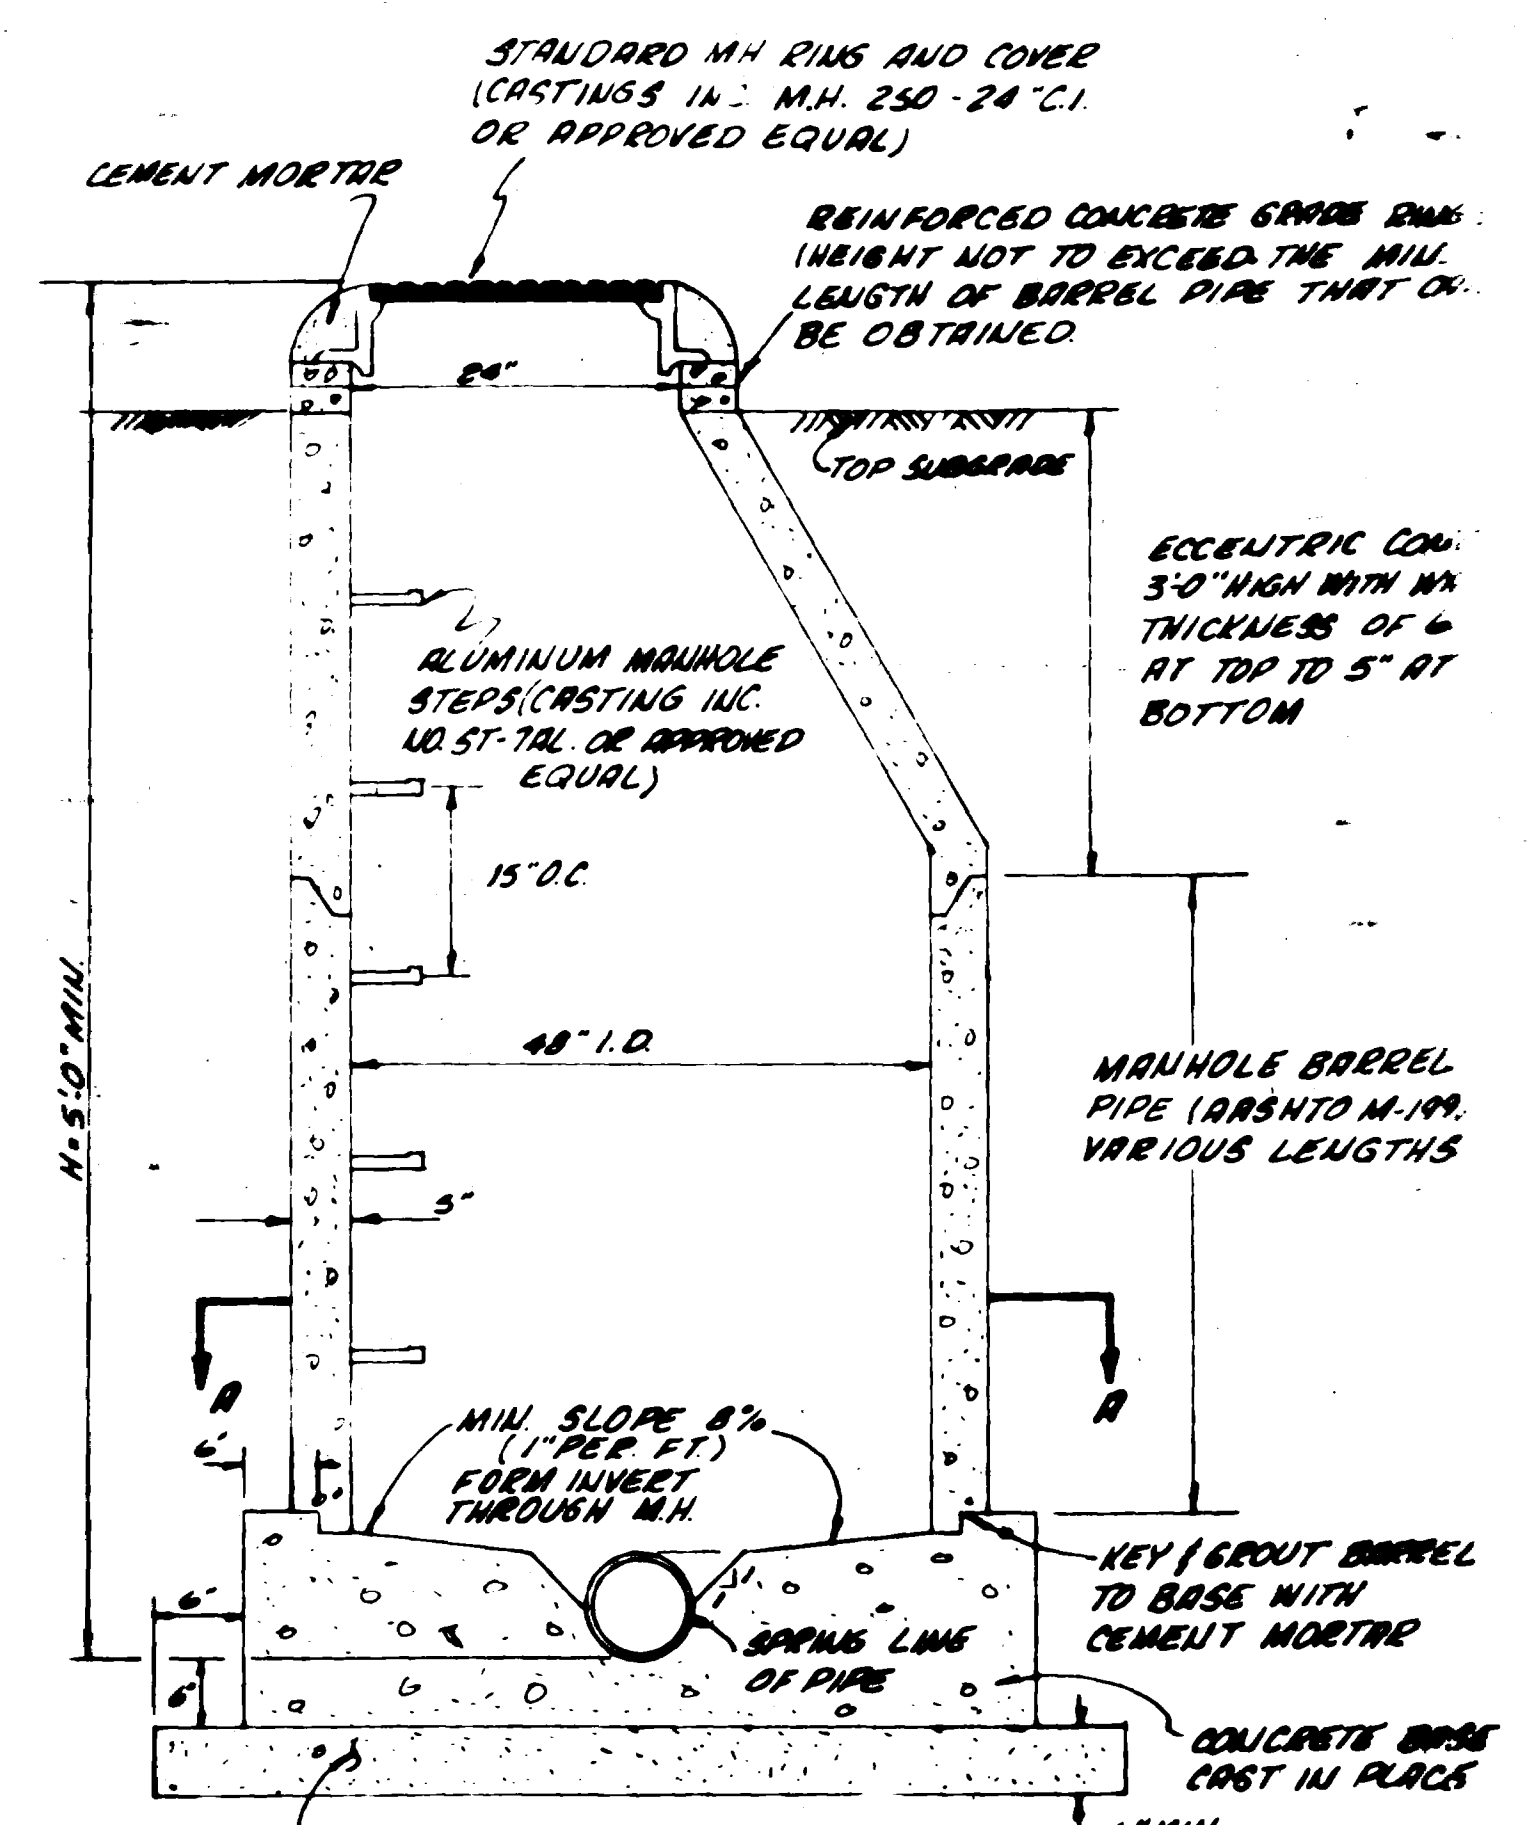 STANDARD MH RING AND COVER
(CASTINGS M.H. 250-24"C.I.
OR APPROVED EQUAL)
CEMENT MORTAR
REINFORCED CONCRETE GRADE RING
(HEIGHT NOT TO EXCEED THE MIN.
LENGTH OF BARREL PIPE THAT
BE OBTAINED.
24"
TOP SUBGRADE
ECCENTRIC
3'-0" HIGH WITH
THICKNESS OF 6
AT TOP TO 5" AT
BOTTOM
ALUMINUM MANHOLE
STEPS (CASTING INC.
NO. ST-7AL. OR APPROVED
EQUAL)
15" O.C.
H=5'-0" MIN.
48" I.D.
MANHOLE BARREL
PIPE (AASHTO M-199
VARIOUS LENGTHS
5"
A
A
6"
MIN. SLOPE 8%
(1" PER. FT.)
FORM INVERT
THROUGH M.H.
KEY & GROUT BARREL
TO BASE WITH
CEMENT MORTAR
6"
SPRING LINE
OF PIPE
6"
CONCRETE BASE
CAST IN PLACE